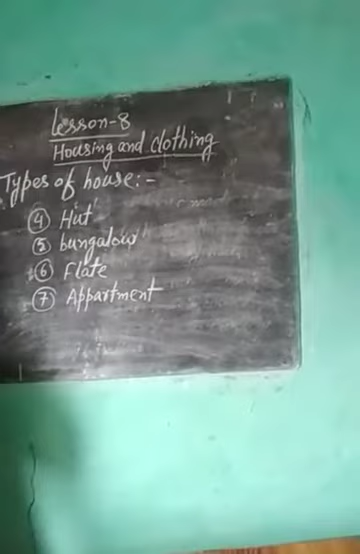 Lesson-8
Housing and clothing
Types of house:-
④ Hut
⑤ bungalow
⑥ Flate
⑦ Appartment